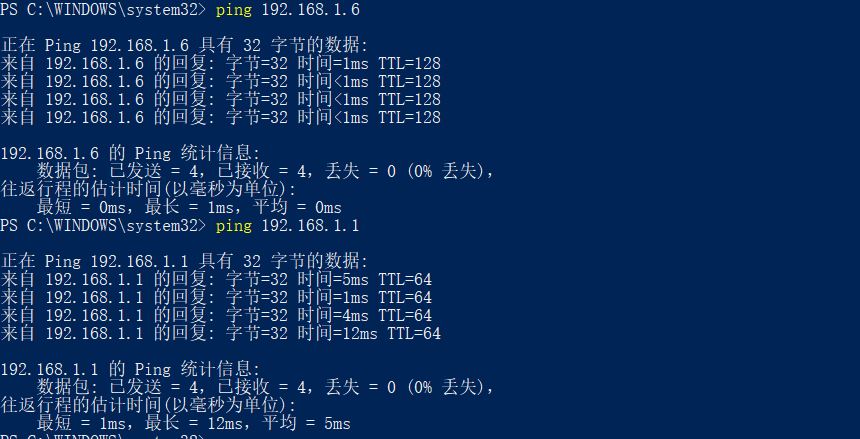 PS C:\WINDOWS\system32> ping 192.168.1.6
正在 Ping 192.168.1.6 具有 32 字节的数据:
来自 192.168.1.6 的回复: 字节=32 时间=1ms TTL=128
来自 192.168.1.6 的回复: 字节=32 时间<1ms TTL=128
来自 192.168.1.6 的回复: 字节=32 时间<1ms TTL=128
来自 192.168.1.6 的回复: 字节=32 时间<1ms TTL=128
192.168.1.6 的 Ping 统计信息:
数据包: 已发送 = 4，已接收 = 4，丢失 = 0 (0% 丢失)，
往返行程的估计时间(以毫秒为单位):
最短 = 0ms，最长 = 1ms，平均 = 0ms
PS C:\WINDOWS\system32> ping 192.168.1.1
正在 Ping 192.168.1.1 具有 32 字节的数据:
来自 192.168.1.1 的回复: 字节=32 时间=5ms TTL=64
来自 192.168.1.1 的回复: 字节=32 时间=1ms TTL=64
来自 192.168.1.1 的回复: 字节=32 时间=4ms TTL=64
来自 192.168.1.1 的回复: 字节=32 时间=12ms TTL=64
192.168.1.1 的 Ping 统计信息:
数据包: 已发送 = 4，已接收 = 4，丢失 = 0 (0% 丢失)，
往返行程的估计时间(以毫秒为单位):
最短 = 1ms，最长 = 12ms，平均 = 5ms